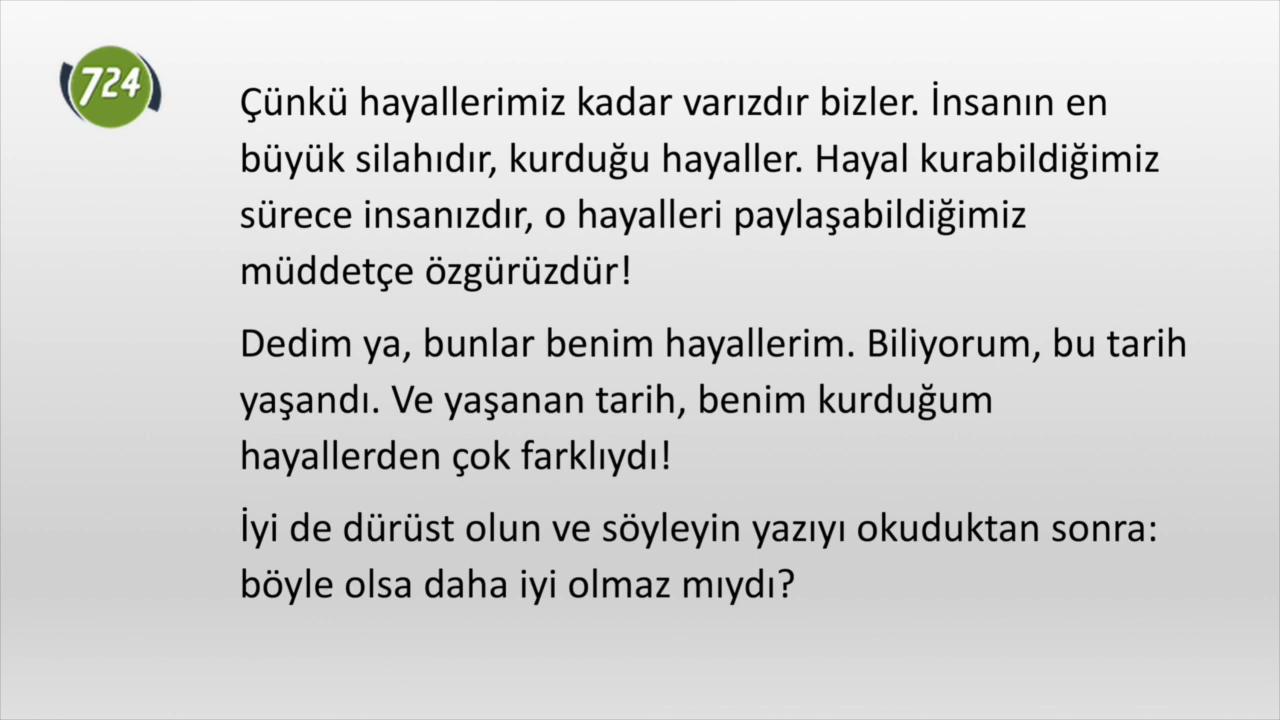 724
Çünkü hayallerimiz kadar varızdır bizler. İnsanın en
büyük silahıdır, kurduğu hayaller. Hayal kurabildiğimiz
sürece insanızdır, o hayalleri paylaşabildiğimiz
müddetçe özgürüzdür!
Dedim ya, bunlar benim hayallerim. Biliyorum, bu tarih
yaşandı. Ve yaşanan tarih, benim kurduğum
hayallerden çok farklıydı!
İyi de dürüst olun ve söyleyin yazıyı okuduktan sonra:
böyle olsa daha iyi olmaz mıydı?